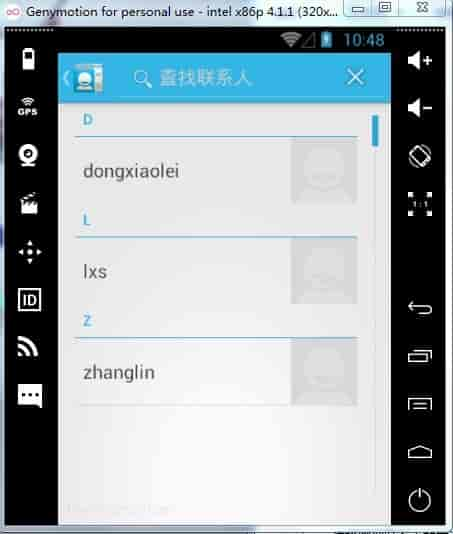 Genymotion for personal use - intel x86p 4.1.1 (320x...
10:48
GPS
查找联系人
D
dongxiaolei
1:1
L
lxs
ID
Z
zhanglin